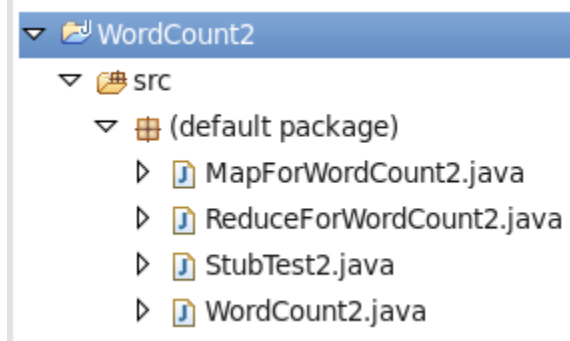 WordCount2
src
(default package)
MapForWordCount2.java
ReduceForWordCount2.java
StubTest2.java
WordCount2.java